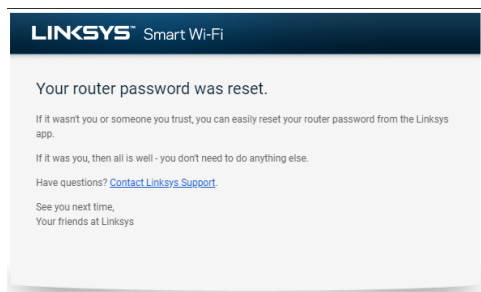 LINKSYS™ Smart Wi-Fi
Your router password was reset.
If it wasn't you or someone you trust, you can easily reset your router password from the Linksys
app.
If it was you, then all is well - you don't need to do anything else.
Have questions? Contact Linksys Support.
See you next time,
Your friends at Linksys